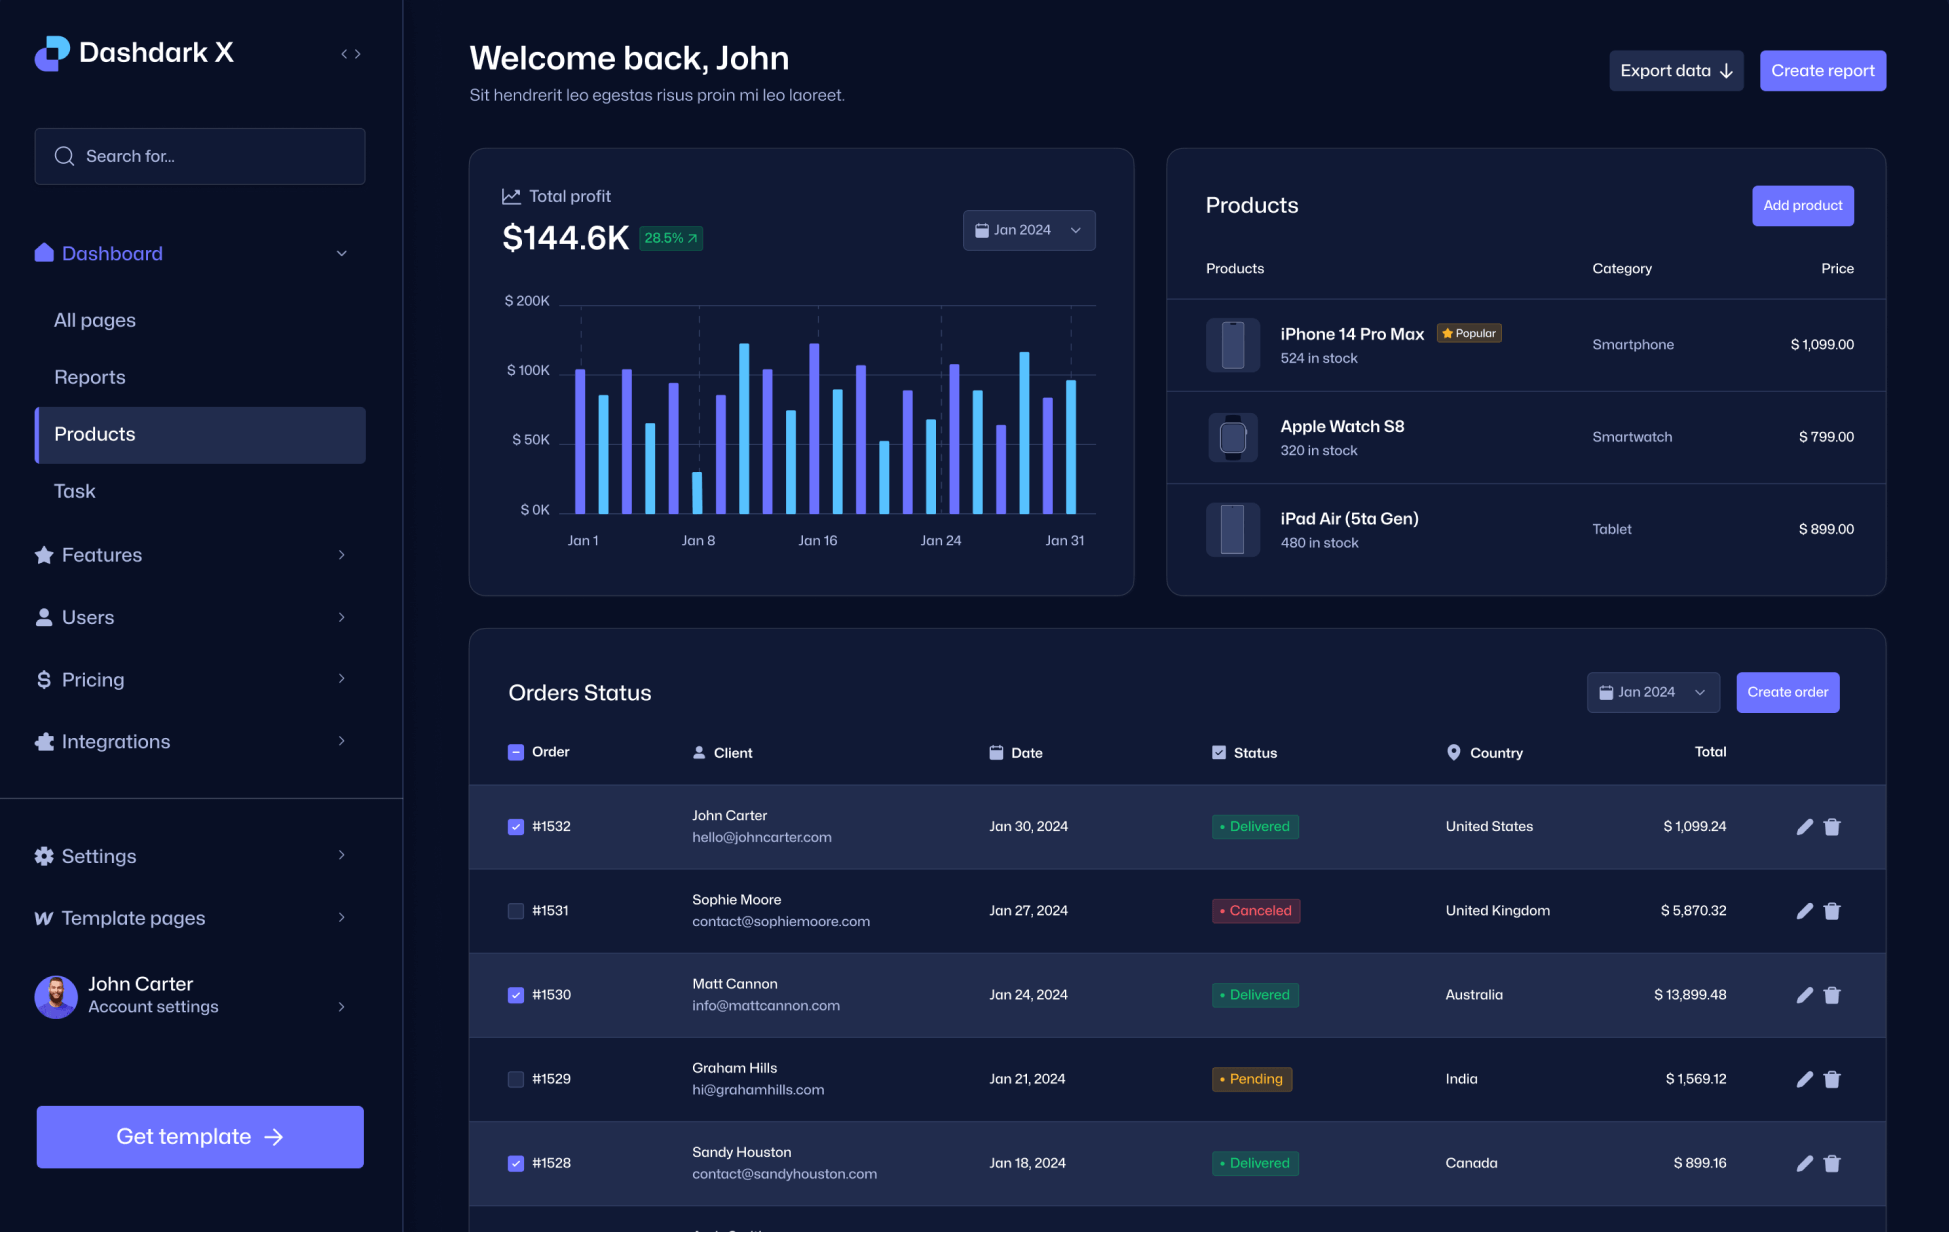 Dashdark X
Search for...
Dashboard
All pages
Reports
Products
Task
Features
Users
Pricing
Integrations
Settings
Template pages
John Carter
Account settings
Get template →
Welcome back, John
Sit hendrerit leo egestas risus proin mi leo laoreet.
Export data ↓
Create report
Total profit
$144.6K 28.5%
Jan 2024
$ 200K
$ 100K
$ 50K
$ 0K
Jan 1 Jan 8 Jan 16 Jan 24 Jan 31
Products
Add product
Products Category Price
iPhone 14 Pro Max Popular
524 in stock
Smartphone $ 1,099.00
Apple Watch S8
320 in stock
Smartwatch $ 799.00
iPad Air (5ta Gen)
480 in stock
Tablet $ 899.00
Orders Status
Jan 2024
Create order
Order Client Date Status Country Total
#1532 John Carter Jan 30, 2024 • Delivered United States $ 1,099.24
hello@johncarter.com
#1531 Sophie Moore Jan 27, 2024 • Canceled United Kingdom $ 5,870.32
contact@sophiemoore.com
#1530 Matt Cannon Jan 24, 2024 • Delivered Australia $ 13,899.48
info@mattcannon.com
#1529 Graham Hills Jan 21, 2024 • Pending India $ 1,569.12
hi@grahamhills.com
#1528 Sandy Houston Jan 18, 2024 • Delivered Canada $ 899.16
contact@sandyhouston.com